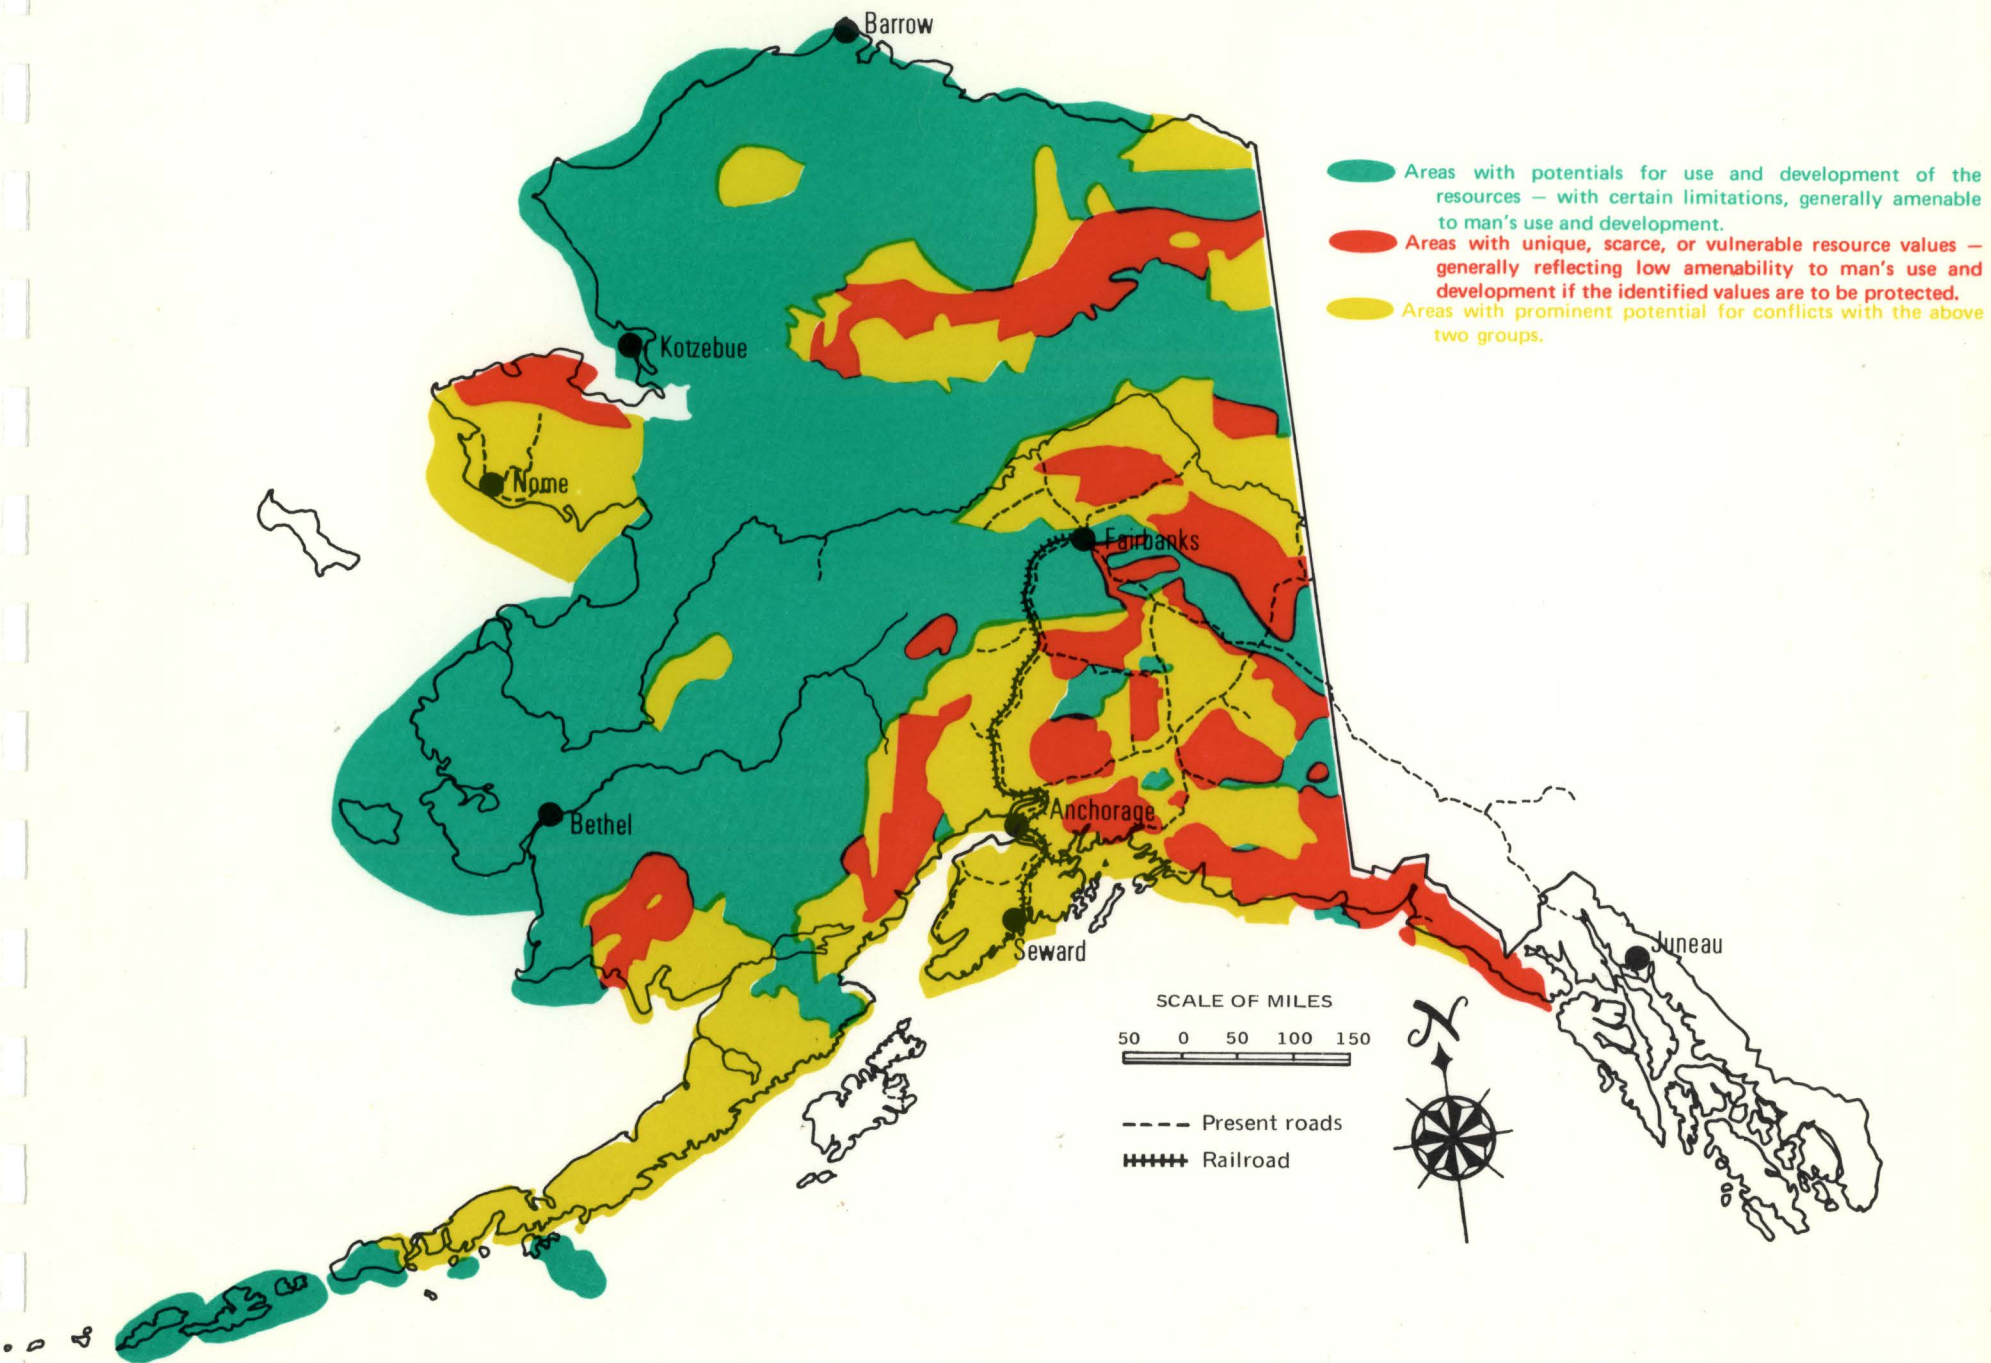 Barrow
Areas with potentials for use and development of the
resources — with certain limitations, generally amenable
to man's use and development.
Areas with unique, scarce, or vulnerable resource values —
generally reflecting low amenability to man's use and
development if the identified values are to be protected.
Areas with prominent potential for conflicts with the above
two groups.
Kotzebue
Nome
Fairbanks
Anchorage
Bethel
Seward
Juneau
SCALE OF MILES
50 0 50 100 150
N
Present roads
Railroad